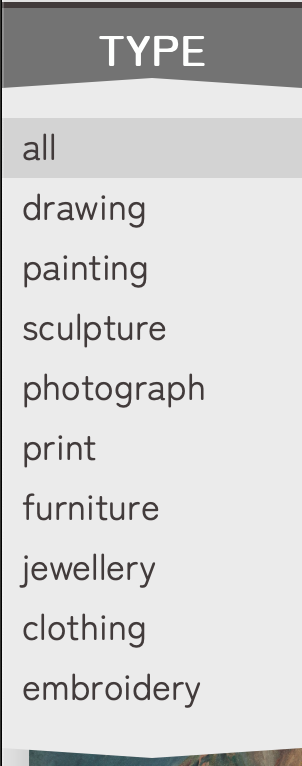 TYPE
all
drawing
painting
sculpture
photograph
print
furniture
jewellery
clothing
embroidery